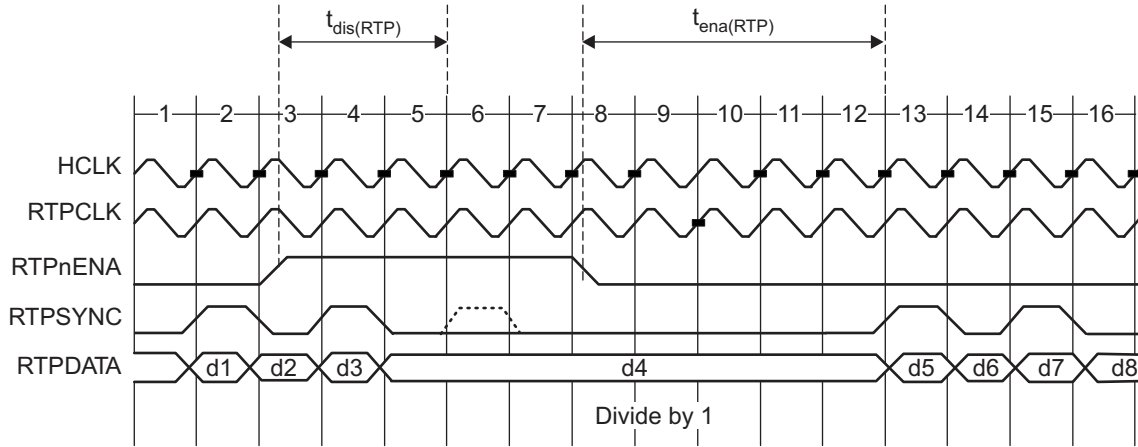 tdis(RTP)
tena(RTP)
1 2 3 4 5 6 7 8 9 10 11 12 13 14 15 16
HCLK
RTPCLK
RTPnENA
RTPSYNC
RTPDATA d1 d2 d3 d4 d5 d6 d7 d8
Divide by 1